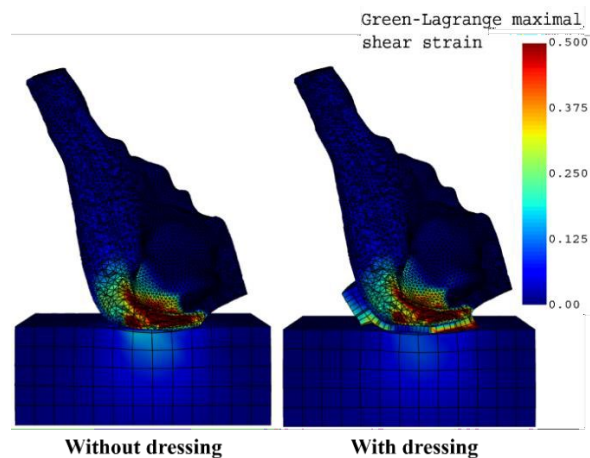 Green-Lagrange maximal
shear strain
0.500
0.375
0.250
0.125
0.00
Without dressing
With dressing